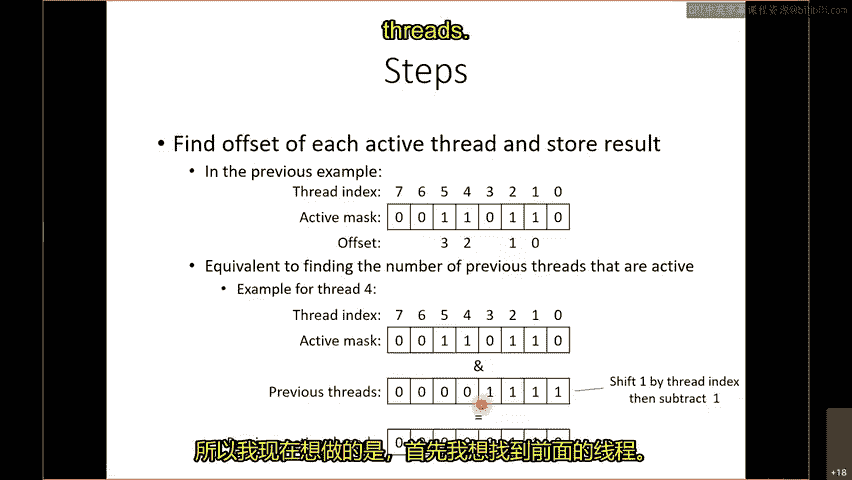 threads.
Steps
• Find offset of each active thread and store result
• In the previous example:
Thread index: 7 6 5 4 3 2 1 0
Active mask: 0 0 1 1 0 1 1 0
Offset: 3 2 1 0
• Equivalent to finding the number of previous threads that are active
• Example for thread 4:
Thread index: 7 6 5 4 3 2 1 0
Active mask: 0 0 1 1 0 1 1 0
&
Previous threads: 0 0 0 0 1 1 1 1
Shift 1 by thread index
then subtract 1
=
所以我现在想做的是，首先我想找到前面的线程。
+18